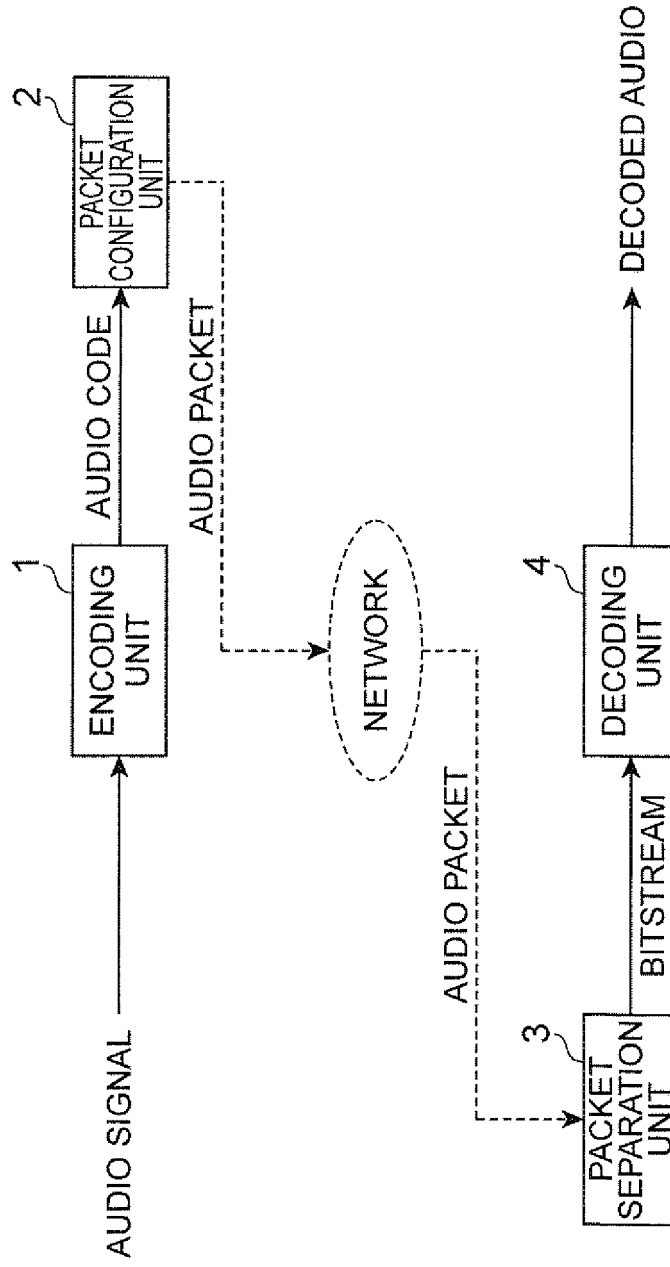 AUDIO SIGNAL
1
ENCODING
UNIT
AUDIO CODE
2
PACKET
CONFIGURATION
UNIT
AUDIO PACKET
NETWORK
AUDIO PACKET
3
PACKET
SEPARATION
UNIT
BITSTREAM
4
DECODING
UNIT
DECODED AUDIO